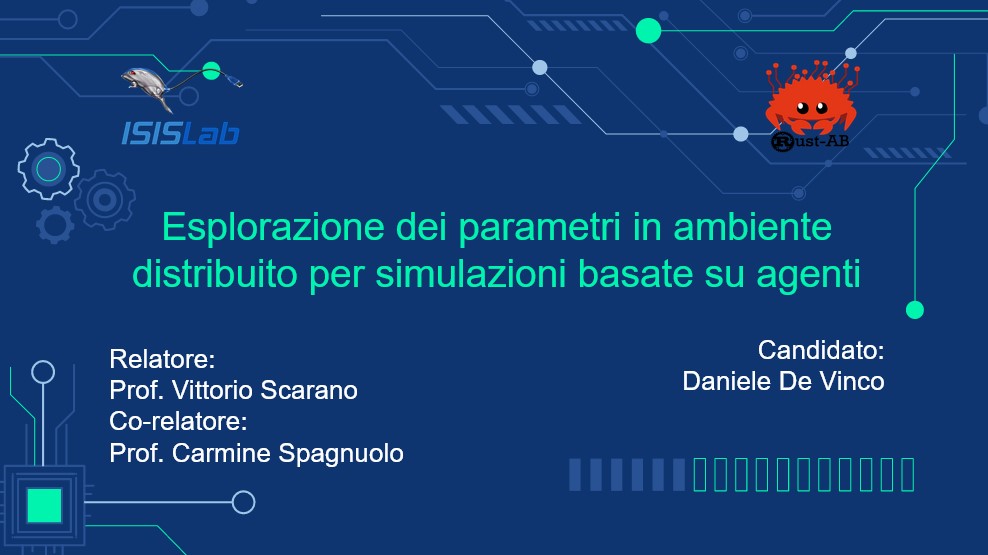 ISISLab
Rust-AB
Esplorazione dei parametri in ambiente
distribuito per simulazioni basate su agenti
Relatore:
Prof. Vittorio Scarano
Co-relatore:
Prof. Carmine Spagnuolo
Candidato:
Daniele De Vinco